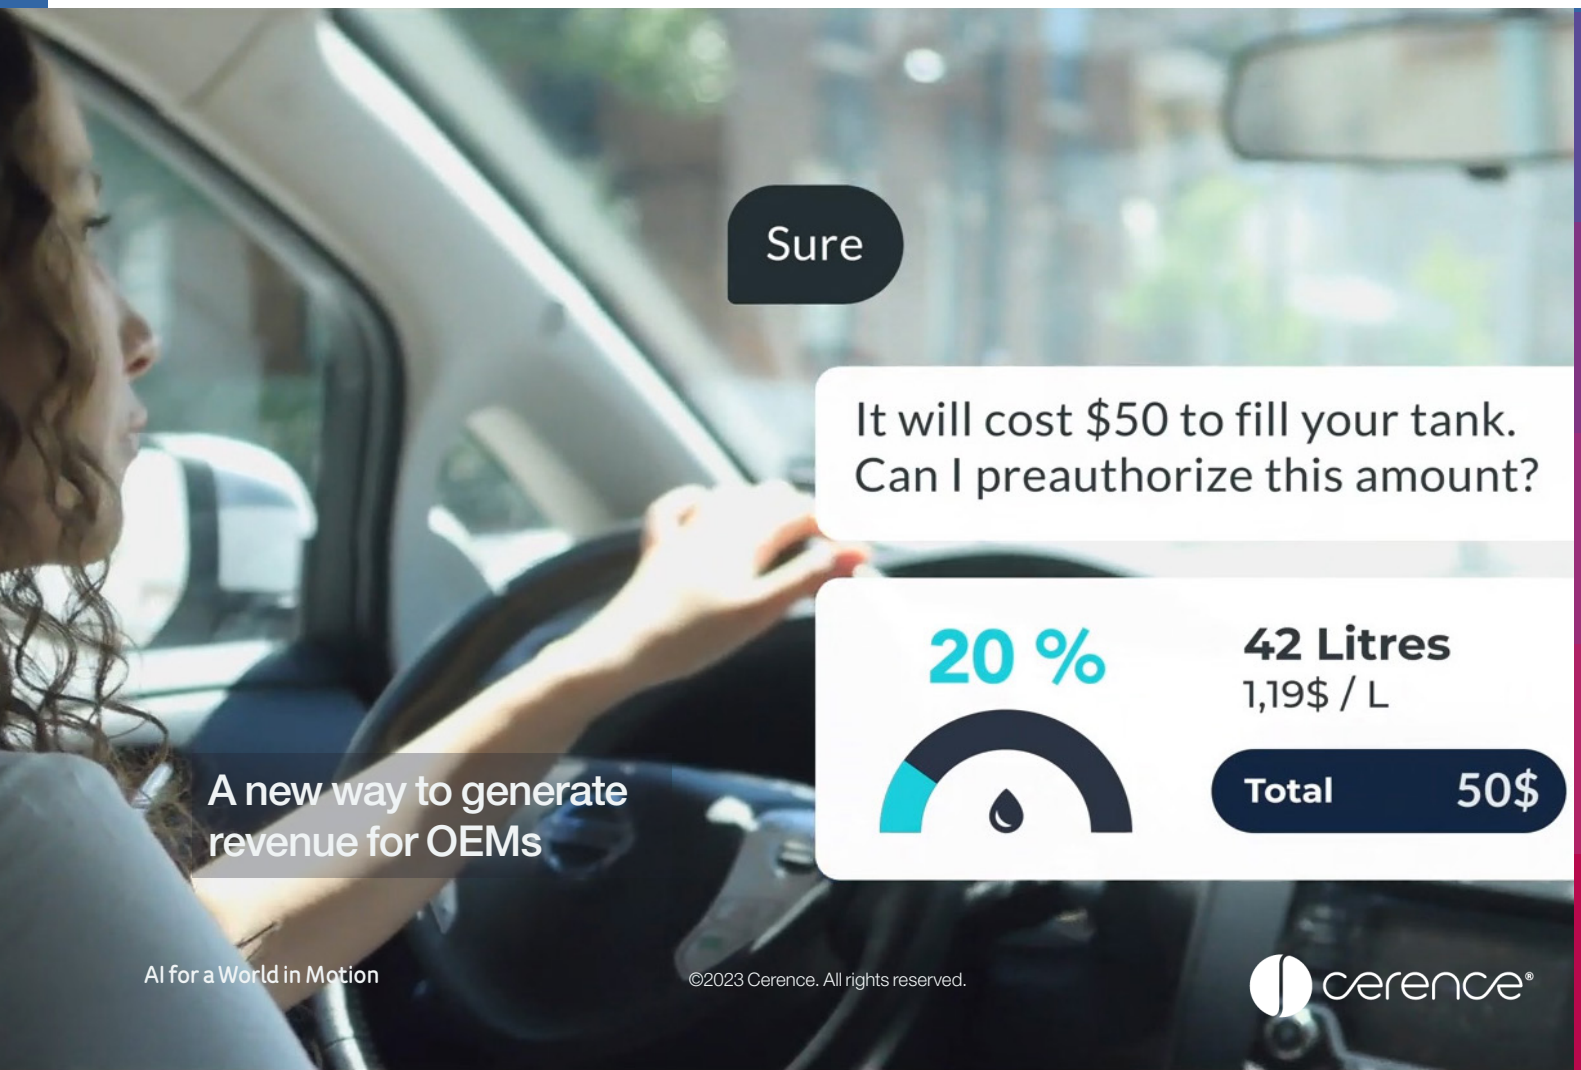 Sure
It will cost $50 to fill your tank.
Can I preauthorize this amount?
20 %
42 Litres
1,19$ / L
Total 50$
A new way to generate
revenue for OEMs
AI for a World in Motion
©2023 Cerence. All rights reserved.
cerence®